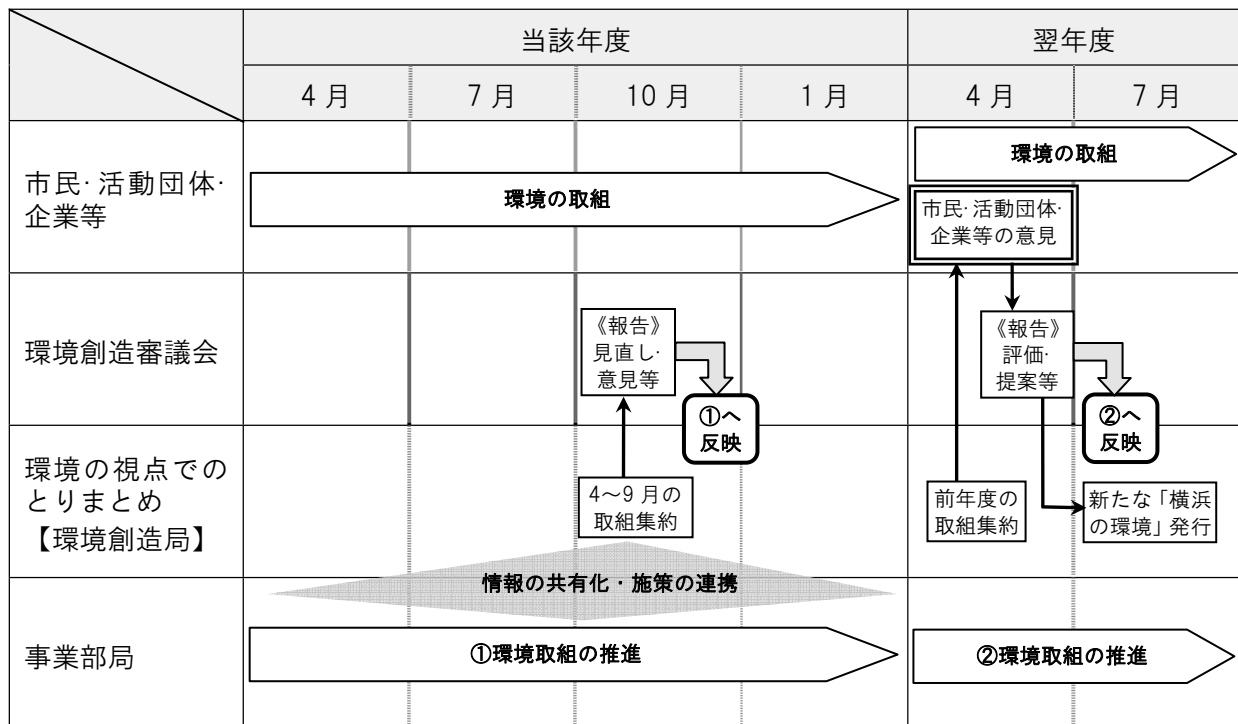 当該年度
翌年度
4月
7月
10月
1月
4月
7月
市民･活動団体･
企業等
環境の取組
環境の取組
市民･活動団体･
企業等の意見
環境創造審議会
《報告》
見直し･
意見等
①へ
反映
《報告》
評価･
提案等
②へ
反映
環境の視点での
とりまとめ
【環境創造局】
4～9月の
取組集約
前年度の
取組集約
新たな「横浜
の環境」発行
情報の共有化・施策の連携
事業部局
①環境取組の推進
②環境取組の推進